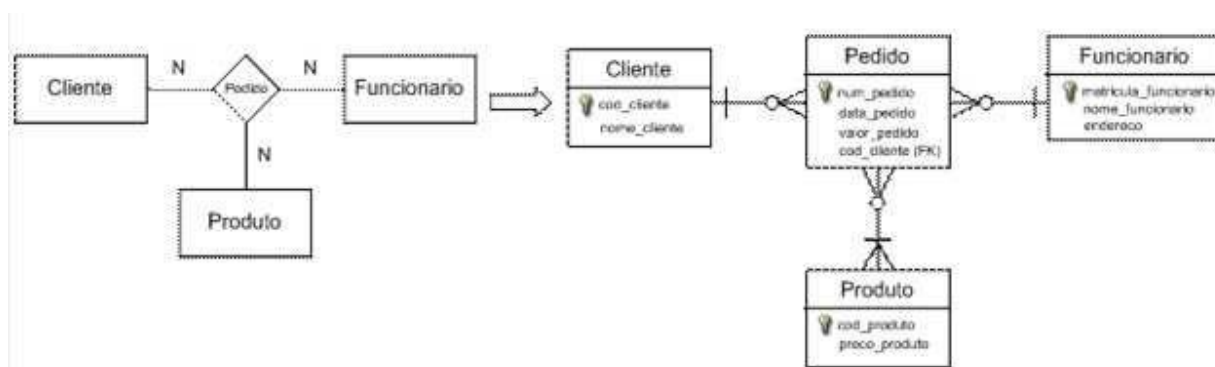 Cliente
N
Pedido
N
Funcionário
N
Produto
Cliente
cod_cliente
nome_cliente
Pedido
num_pedido
data_pedido
valor_pedido
cod_cliente (FK)
Funcionario
matricula_funcionario
nome_funcionario
endereco
Produto
cod_produto
preco_produto